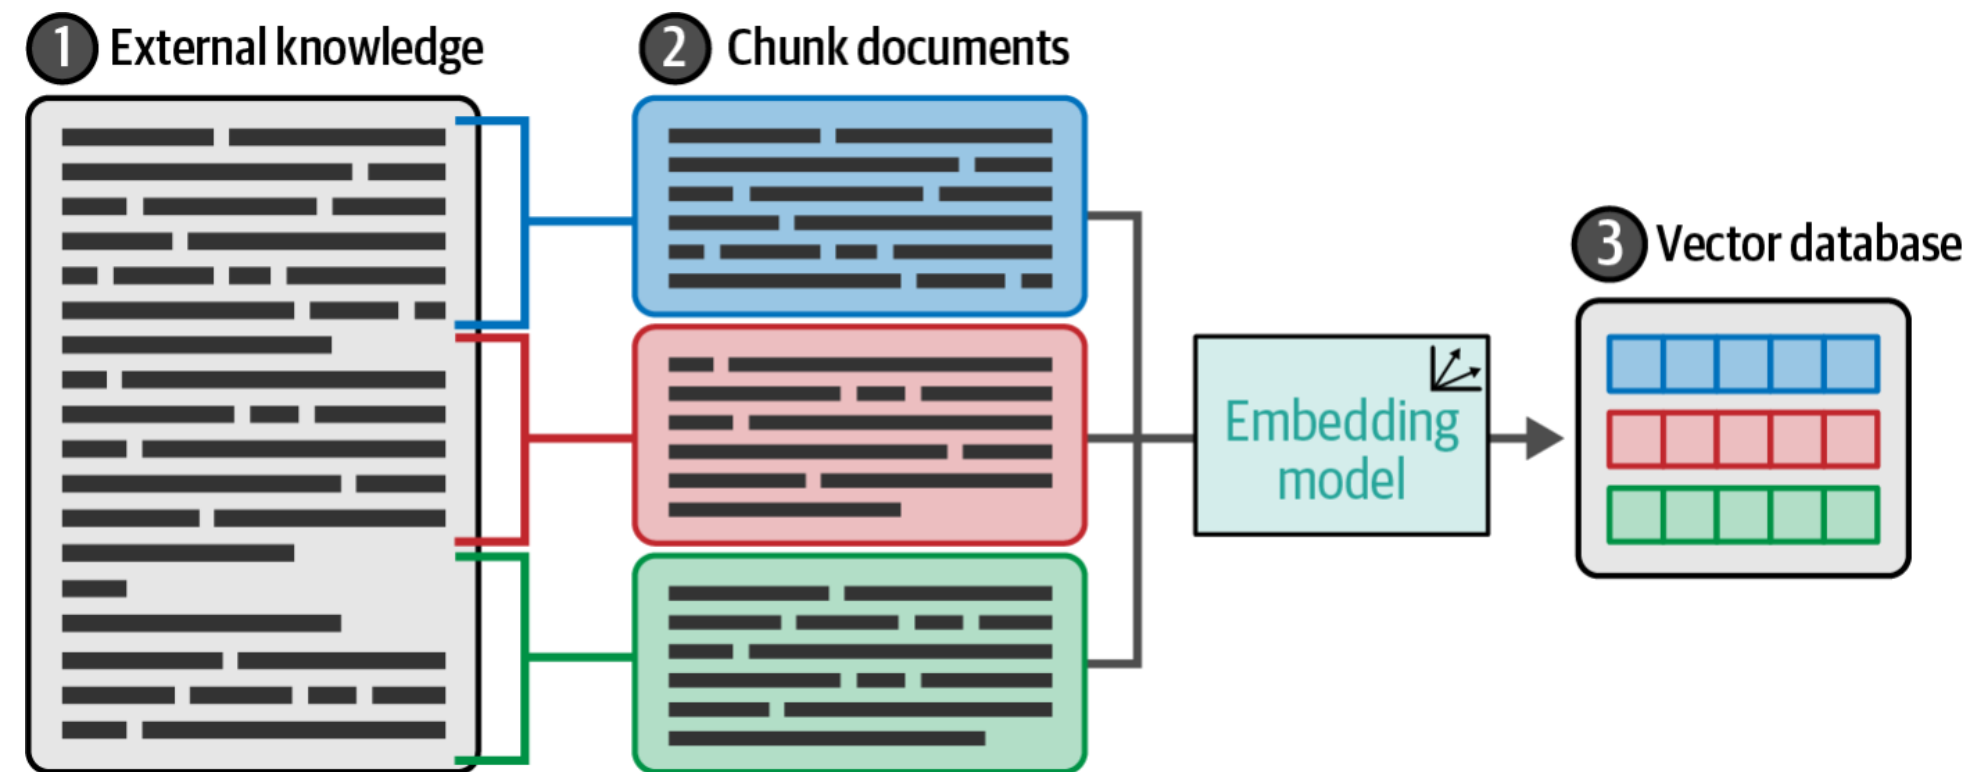 1 External knowledge
2 Chunk documents
3 Vector database
Embedding
model